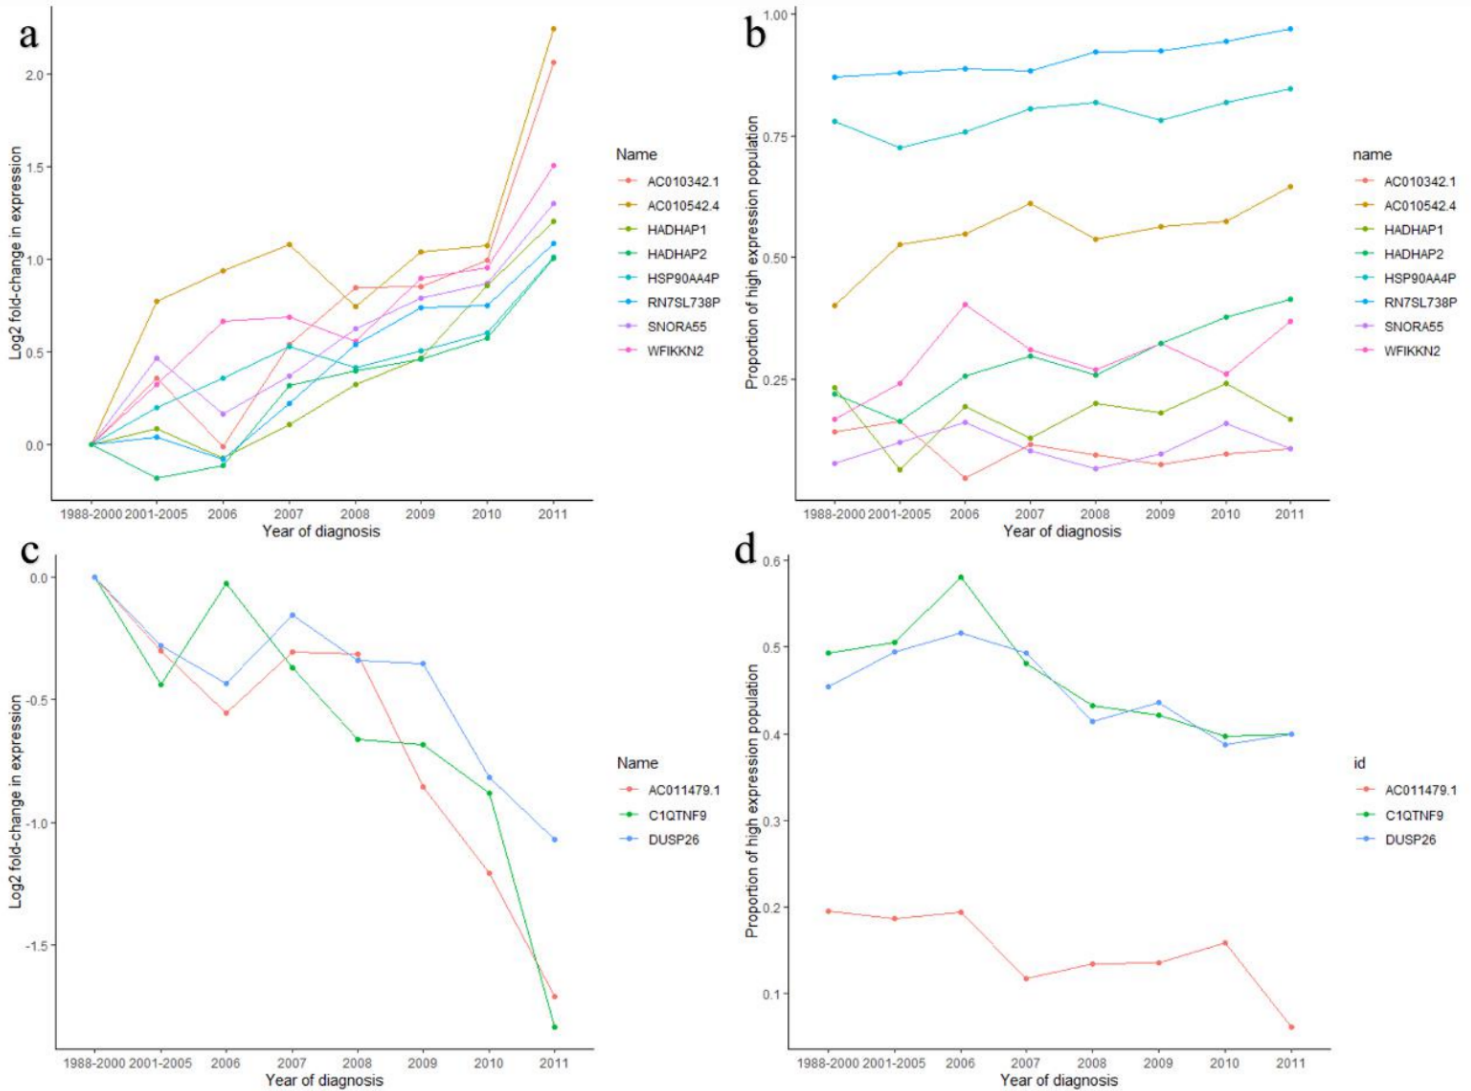 a
Log2 fold-change in expression
2.0
1.5
1.0
0.5
0.0
1988-2000 2001-2005 2006 2007 2008 2009 2010 2011
Year of diagnosis
Name
AC010342.1
AC010542.4
HADHAP1
HADHAP2
HSP90AA4P
RN7SL738P
SNORA55
WFIKKN2
b
Proportion of high expression population
1.00
0.75
0.50
0.25
1988-2000 2001-2005 2006 2007 2008 2009 2010 2011
Year of diagnosis
name
AC010342.1
AC010542.4
HADHAP1
HADHAP2
HSP90AA4P
RN7SL738P
SNORA55
WFIKKN2
c
Log2 fold-change in expression
0.0
-0.5
-1.0
-1.5
1988-2000 2001-2005 2006 2007 2008 2009 2010 2011
Year of diagnosis
Name
AC011479.1
C1QTNF9
DUSP26
d
Proportion of high expression population
0.6
0.5
0.4
0.3
0.2
0.1
1988-2000 2001-2005 2006 2007 2008 2009 2010 2011
Year of diagnosis
id
AC011479.1
C1QTNF9
DUSP26